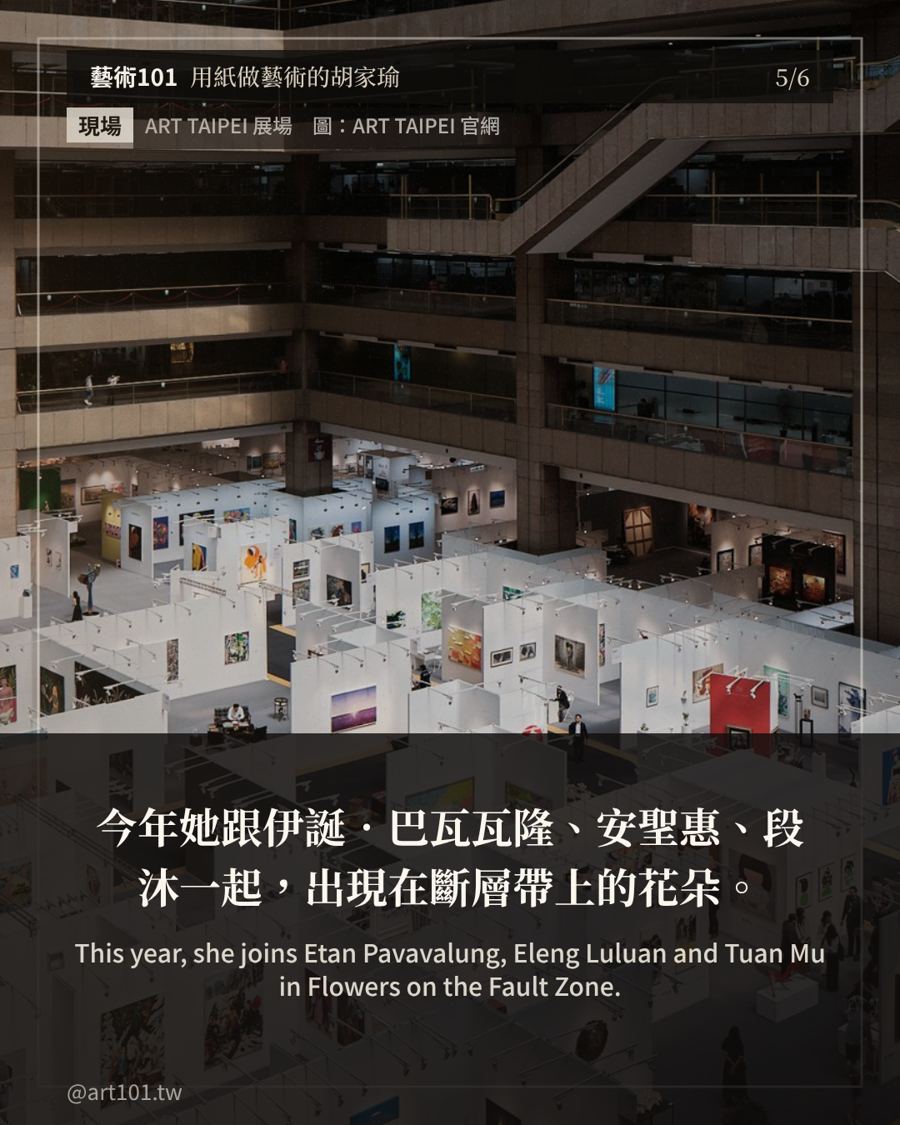 藝術101 用紙做藝術的胡家瑜 5/6
現場 ART TAIPEI 展場 圖：ART TAIPEI 官網
今年她跟伊誕・巴瓦瓦隆、安聖惠、段
沐一起，出現在斷層帶上的花朵。
This year, she joins Etan Pavavalung, Eleng Luluan and Tuan Mu
in Flowers on the Fault Zone.
@art101.tw